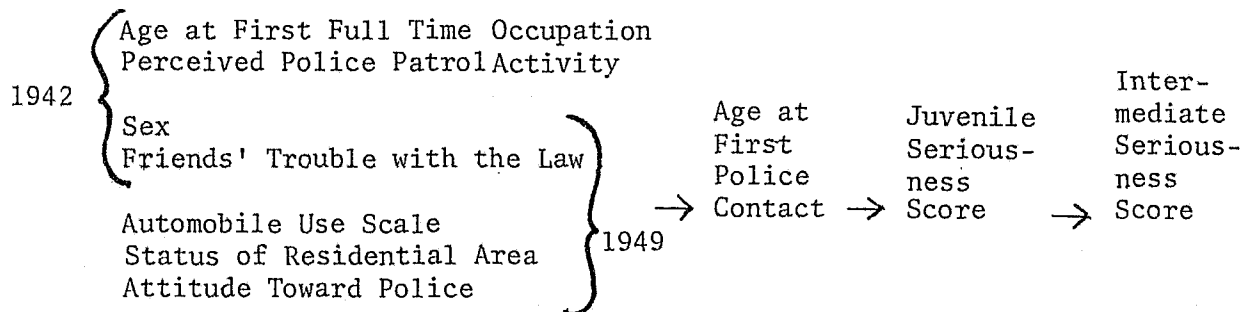 Age at First Full Time Occupation
Perceived Police Patrol Activity
1942
Sex
Friends' Trouble with the Law
Automobile Use Scale
Status of Residential Area
Attitude Toward Police
1949
→
Age at
First
Police
Contact
→
Juvenile
Serious-
ness
Score
→
Inter-
mediate
Serious-
ness
Score